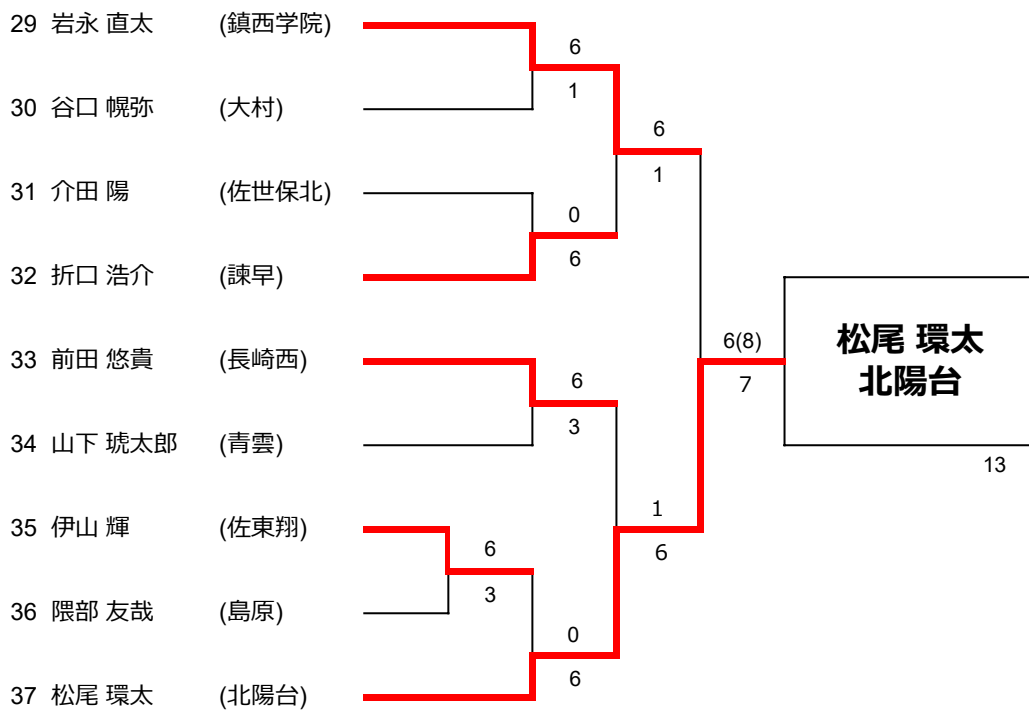 29 岩永 直太 (鎮西学院)
6
1
30 谷口 幌弥 (大村)
6
1
31 介田 陽 (佐世保北)
0
6
32 折口 浩介 (諫早)
33 前田 悠貴 (長崎西)
6(8)
7
松尾 環太
北陽台
13
6
3
34 山下 琥太郎 (青雲)
35 伊山 輝 (佐東翔)
1
6
6
3
36 隈部 友哉 (島原)
0
6
37 松尾 環太 (北陽台)